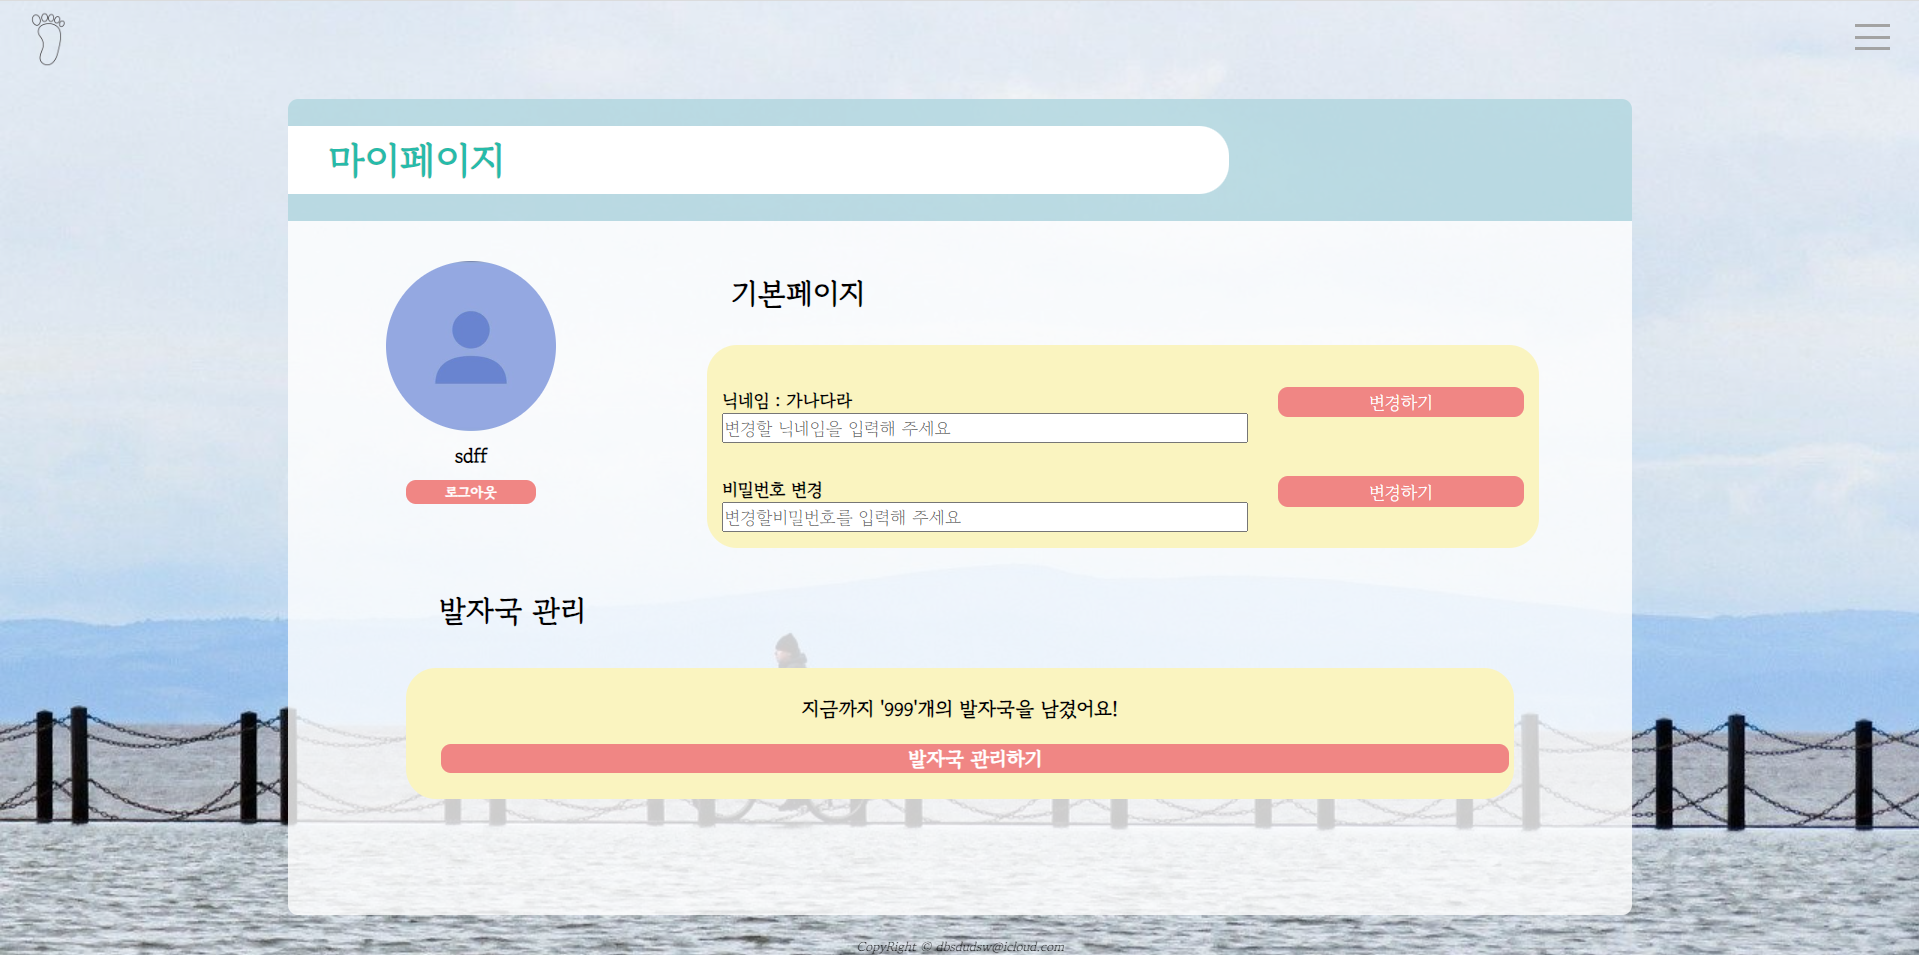 마이페이지
기본페이지
닉네임 : 가나다라
변경하기
변경할 닉네임을 입력해 주세요
sdff
로그아웃
비밀번호 변경
변경하기
변경할비밀번호를 입력해 주세요
발자국 관리
지금까지 '999'개의 발자국을 남겼어요!
발자국 관리하기
CopyRight © dbsdudsw@icloud.com